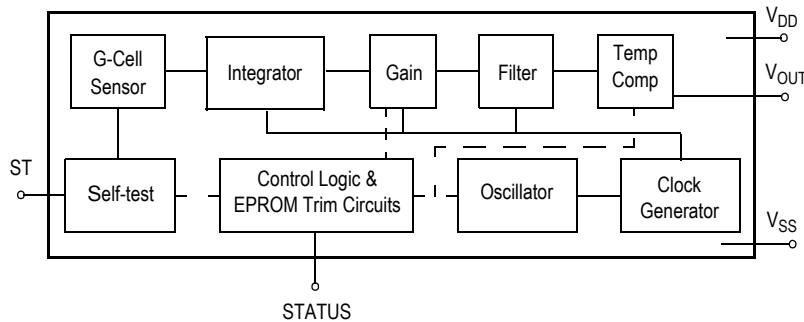 V_DD
G-Cell
Sensor
Integrator
Gain
Filter
Temp
Comp
V_OUT
ST
Self-test
Control Logic &
EPROM Trim Circuits
Oscillator
Clock
Generator
V_SS
STATUS